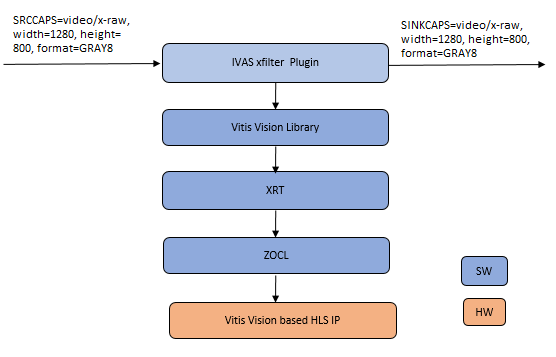 SRCCAPS=video/x-raw,
width=1280, height=
800, format=GRAY8
SINKCAPS=video/x-raw,
width=1280, height=800,
format=GRAY8
IVAS xfilter Plugin
Vitis Vision Library
XRT
ZOCL
SW
Vitis Vision based HLS IP
HW